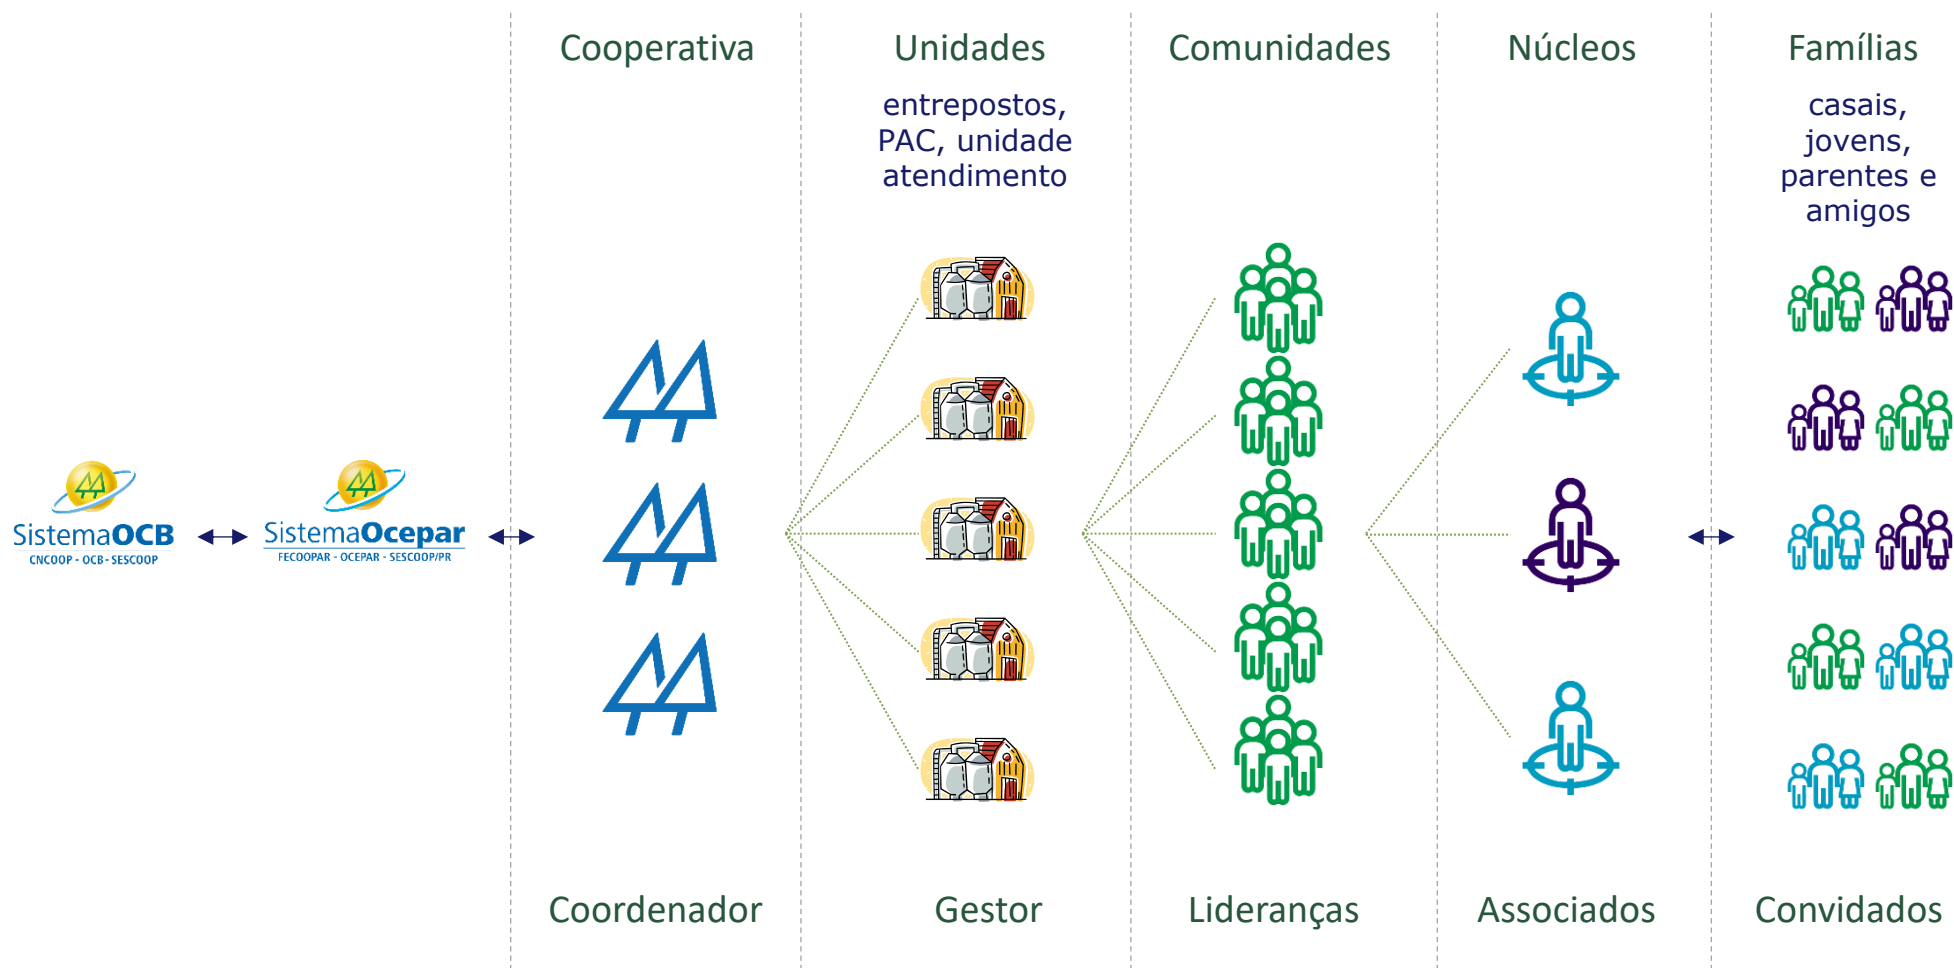 Cooperativa
Unidades
Comunidades
Núcleos
Famílias
entrepostos,
PAC, unidade
atendimento
casais,
jovens,
parentes e
amigos
SistemaOCB
CNCOOP - OCB - SESCOOP
SistemaOcepar
FECOOPAR - OCEPAR - SESCOOP/PR
Coordenador
Gestor
Lideranças
Associados
Convidados